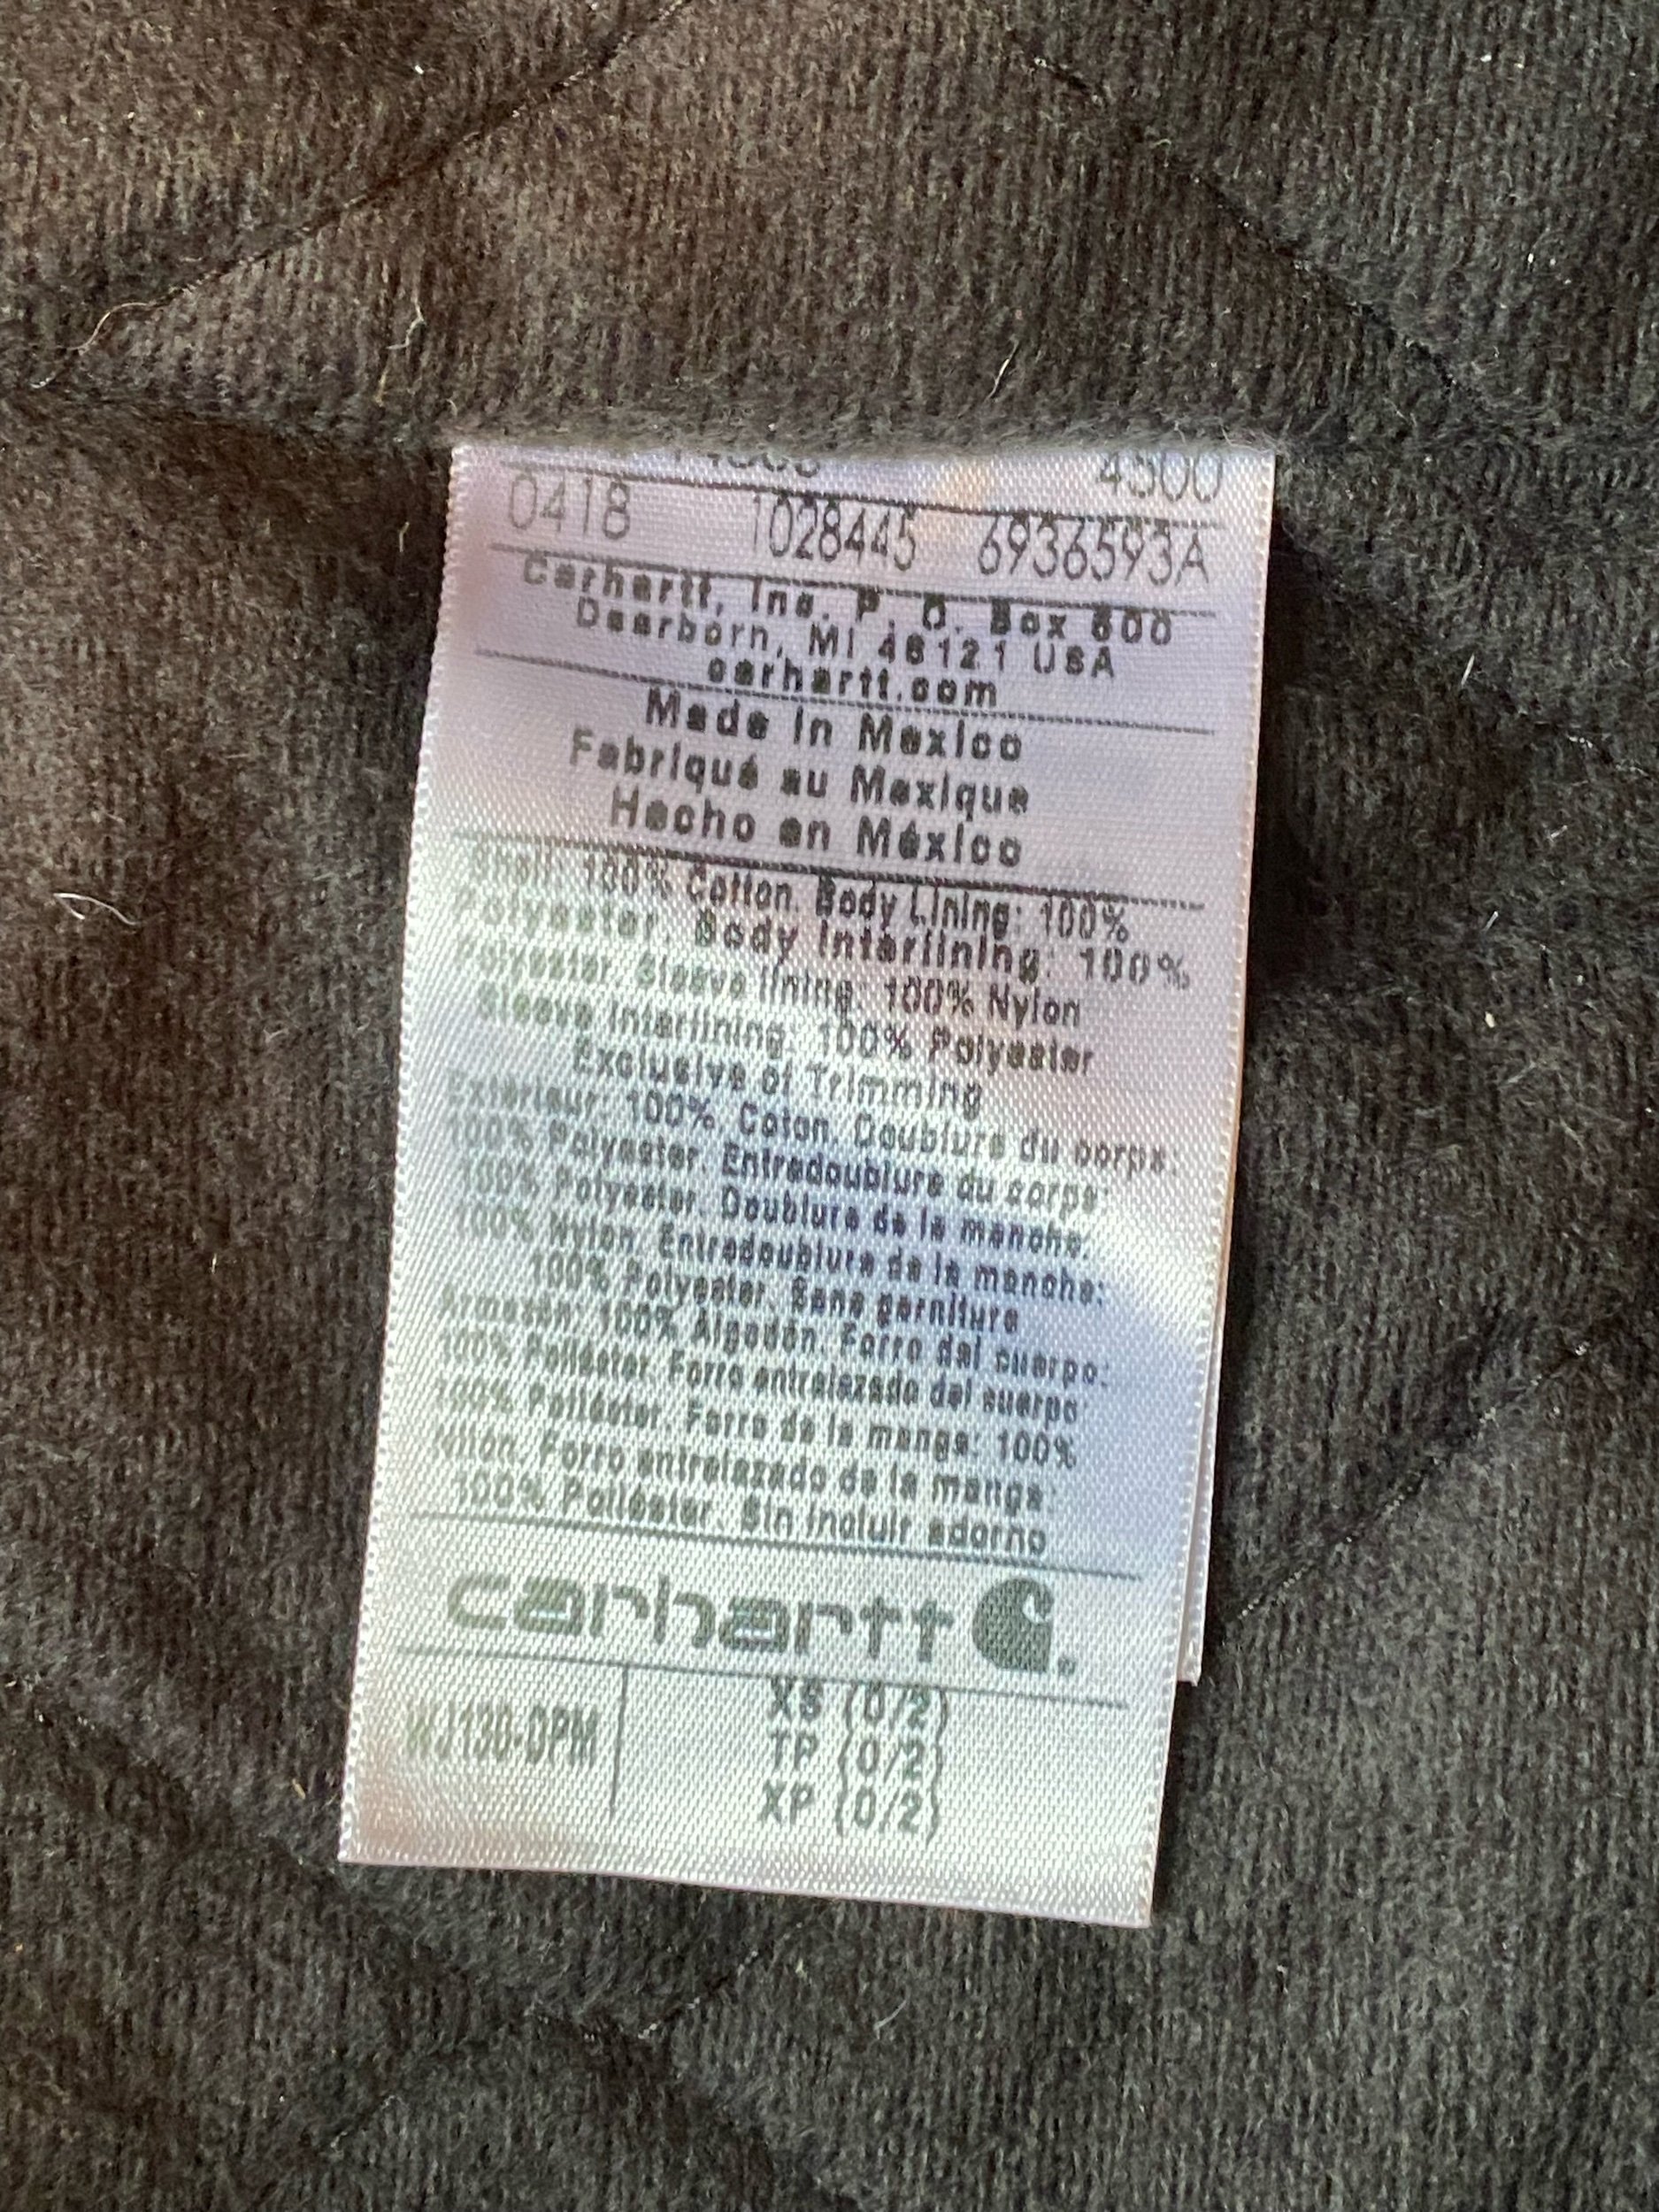 4500
0418 1028445 6936593A
Carhartt, Inc. P. O. Box 600
Dearborn, MI 48121 USA
carhartt.com
Made in Mexico
Fabriqué au Mexique
Hecho en México
Shell: 100% Cotton. Body Lining: 100%
Polyester. Body Interlining: 100%
Polyester. Sleeve lining: 100% Nylon
Sleeve Interlining: 100% Polyester
Exclusive of Trimming
Extérieur: 100% Coton. Doublure du corps:
100% Polyester. Entredoublure du corps:
100% Polyester. Doublure de la manche:
100% Nylon. Entredoublure de la manche:
100% Polyester. Sans garniture
Armazón: 100% Algodón. Forro del cuerpo:
100% Poliéster. Forro entrelazado del cuerpo
100% Poliéster. Forro de la manga: 100%
Nilón. Forro entrelazado de la manga:
100% Poliéster. Sin incluir adorno
carhartt
WJ130-DPM
XS (0/2)
TP (0/2)
XP (0/2)